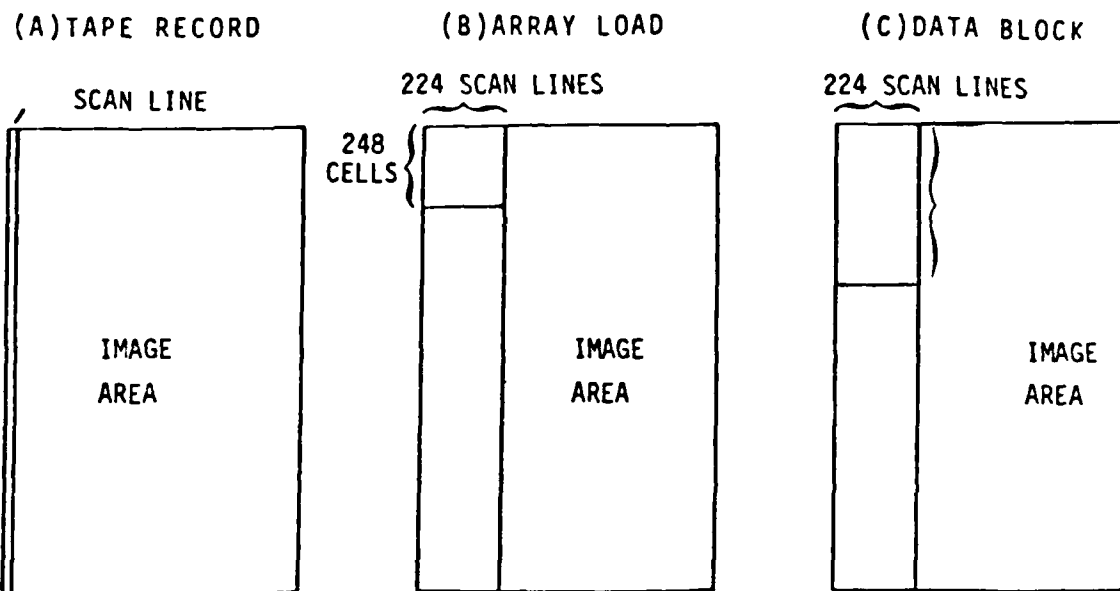 (A)TAPE RECORD
SCAN LINE
IMAGE
AREA
(B)ARRAY LOAD
224 SCAN LINES
248
CELLS
IMAGE
AREA
(C)DATA BLOCK
224 SCAN LINES
IMAGE
AREA